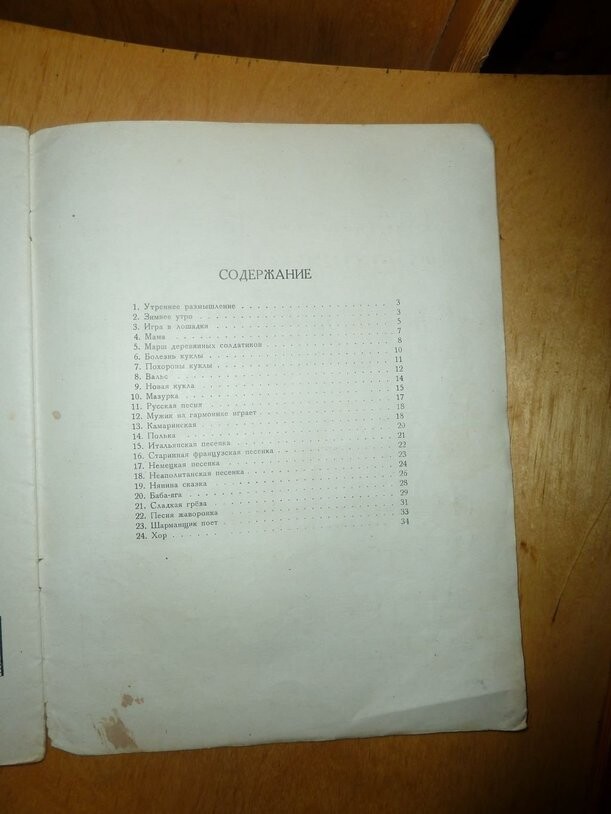 СОДЕРЖАНИЕ
1. Утреннее размышление 3
2. Зимнее утро 3
3. Игра в лошадки 5
4. Мама 7
5. Марш деревянных солдатиков 8
6. Болезнь куклы 10
7. Похороны куклы 11
8. Вальс 12
9. Новая кукла 14
10. Мазурка 15
11. Русская песня 17
12. Мужик на гармонике играет 18
13. Камаринская 18
14. Полька 20
15. Итальянская песенка 21
16. Старинная французская песенка 22
17. Немецкая песенка 23
18. Неаполитанская песенка 24
19. Нянина сказка 26
20. Баба-яга 28
21. Сладкая грёза 29
22. Песня жаворонка 31
23. Шарманщик поет 33
24. Хор 34